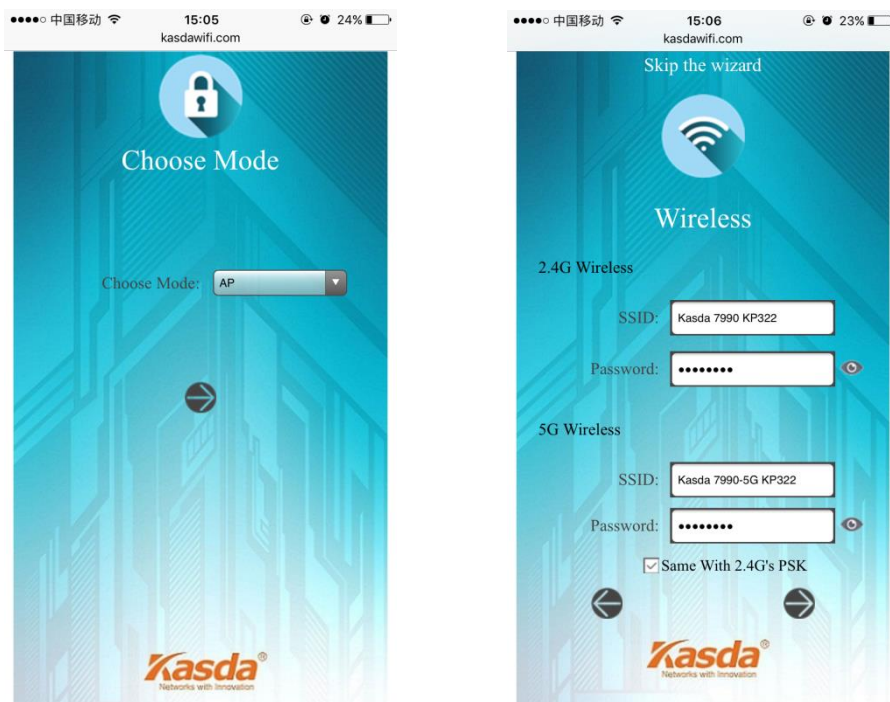 中国移动 15:05 24%
kasdawifi.com
Choose Mode
Choose Mode: AP
Kasda®
Networks with Innovation
中国移动 15:06 23%
kasdawifi.com
Skip the wizard
Wireless
2.4G Wireless
SSID: Kasda 7990 KP322
Password: ••••••••
5G Wireless
SSID: Kasda 7990-5G KP322
Password: ••••••••
Same With 2.4G's PSK
Kasda®
Networks with Innovation